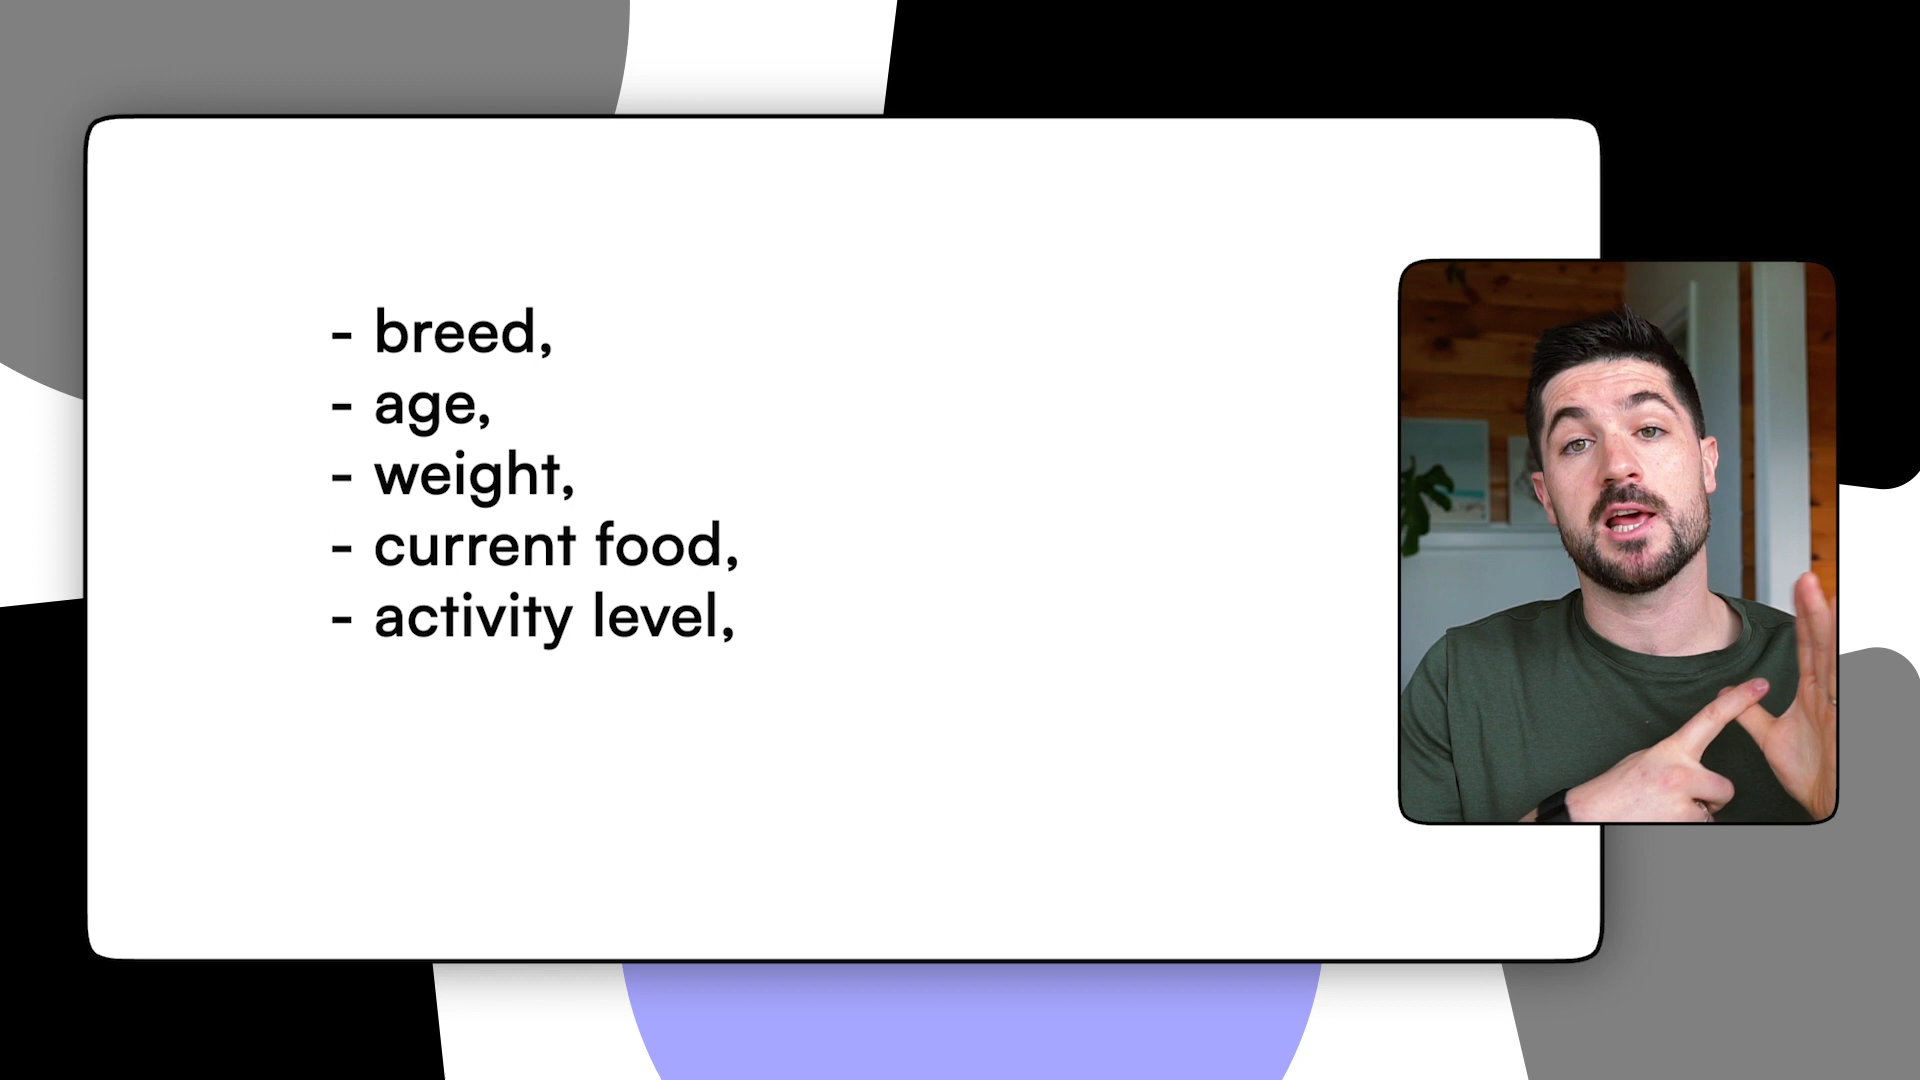 - breed,
- age,
- weight,
- current food,
- activity level,